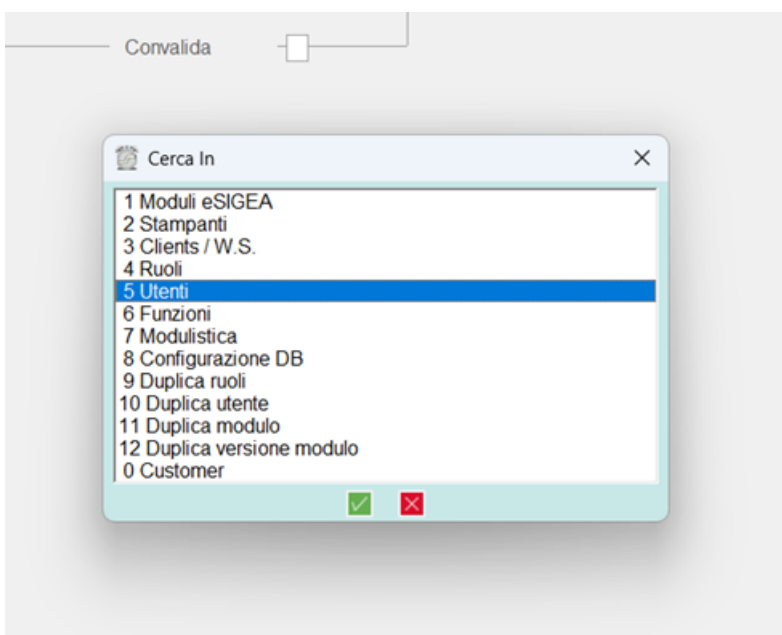 Convalida
Cerca In
1 Moduli eSIGEA
2 Stampanti
3 Clients / W.S.
4 Ruoli
5 Utenti
6 Funzioni
7 Modulistica
8 Configurazione DB
9 Duplica ruoli
10 Duplica utente
11 Duplica modulo
12 Duplica versione modulo
0 Customer